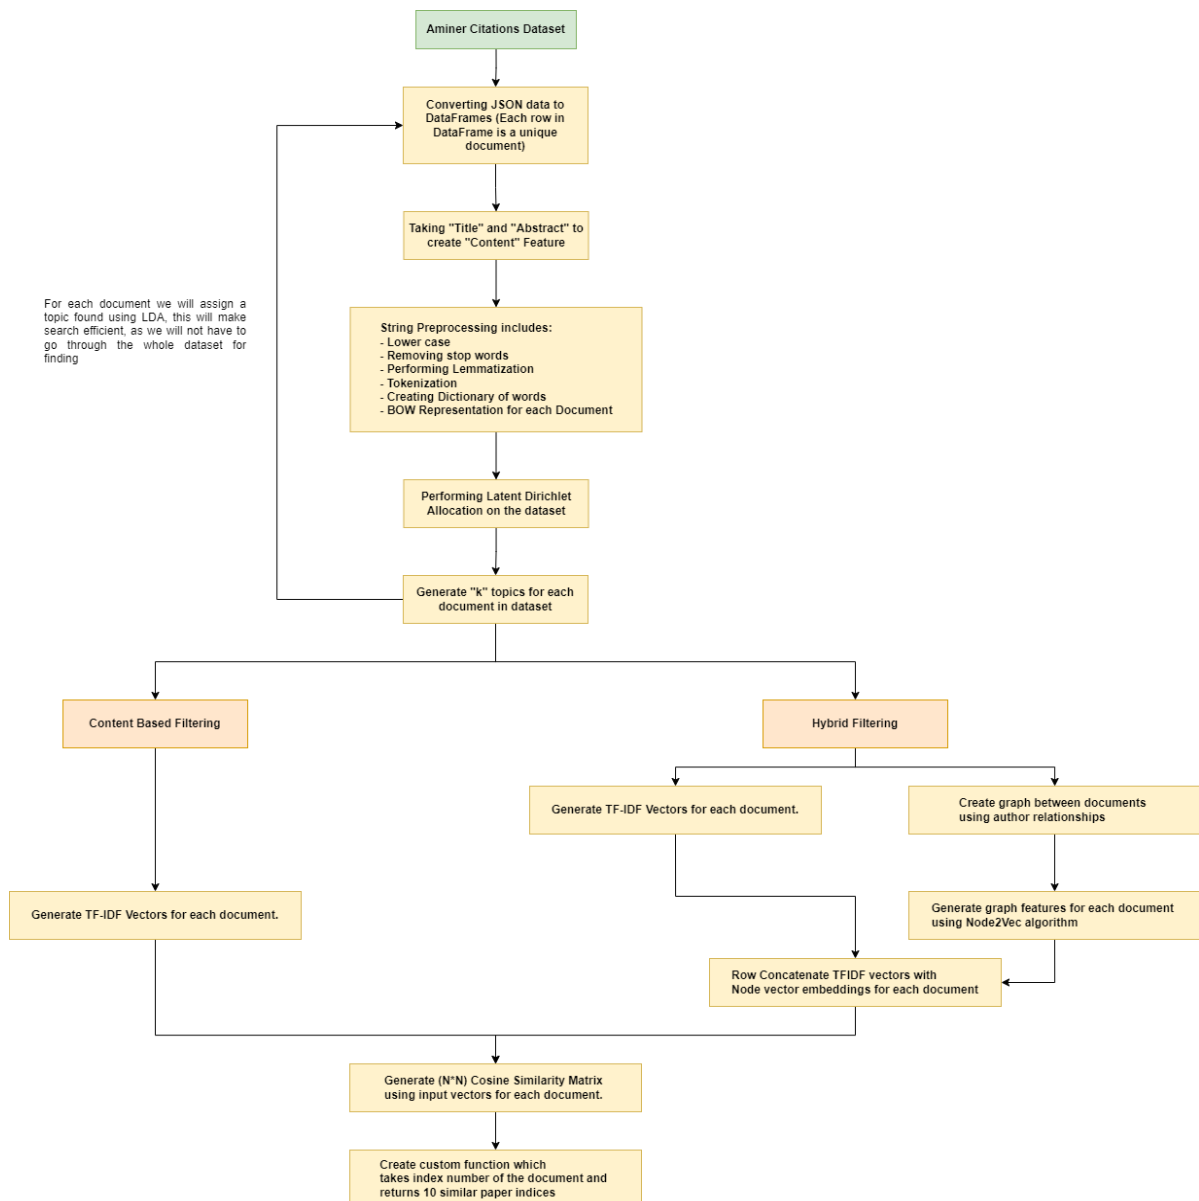 Aminer Citations Dataset
Converting JSON data to
DataFrames (Each row in
DataFrame is a unique
document)
Taking "Title" and "Abstract" to
create "Content" Feature
For each document we will assign a
topic found using LDA, this will make
search efficient, as we will not have to
go through the whole dataset for
finding
String Preprocessing includes:
- Lower case
- Removing stop words
- Performing Lemmatization
- Tokenization
- Creating Dictionary of words
- BOW Representation for each Document
Performing Latent Dirichlet
Allocation on the dataset
Generate "k" topics for each
document in dataset
Content Based Filtering
Hybrid Filtering
Generate TF-IDF Vectors for each document.
Create graph between documents
using author relationships
Generate TF-IDF Vectors for each document.
Generate graph features for each document
using Node2Vec algorithm
Row Concatenate TFIDF vectors with
Node vector embeddings for each document
Generate (N*N) Cosine Similarity Matrix
using input vectors for each document.
Create custom function which
takes index number of the document and
returns 10 similar paper indices